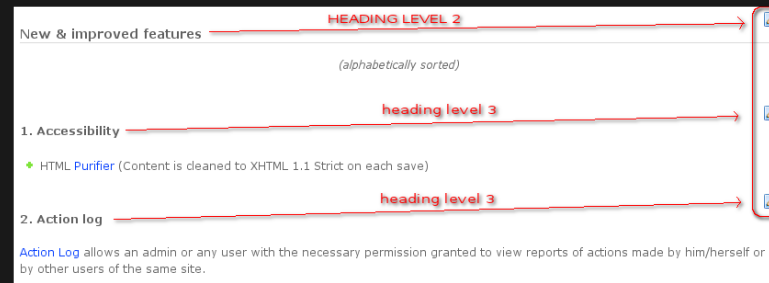 HEADING LEVEL 2
New & improved features
(alphabetically sorted)
heading level 3
1. Accessibility
HTML Purifier (Content is cleaned to XHTML 1.1 Strict on each save)
heading level 3
2. Action log
Action Log allows an admin or any user with the necessary permission granted to view reports of actions made by him/herself or
by other users of the same site.